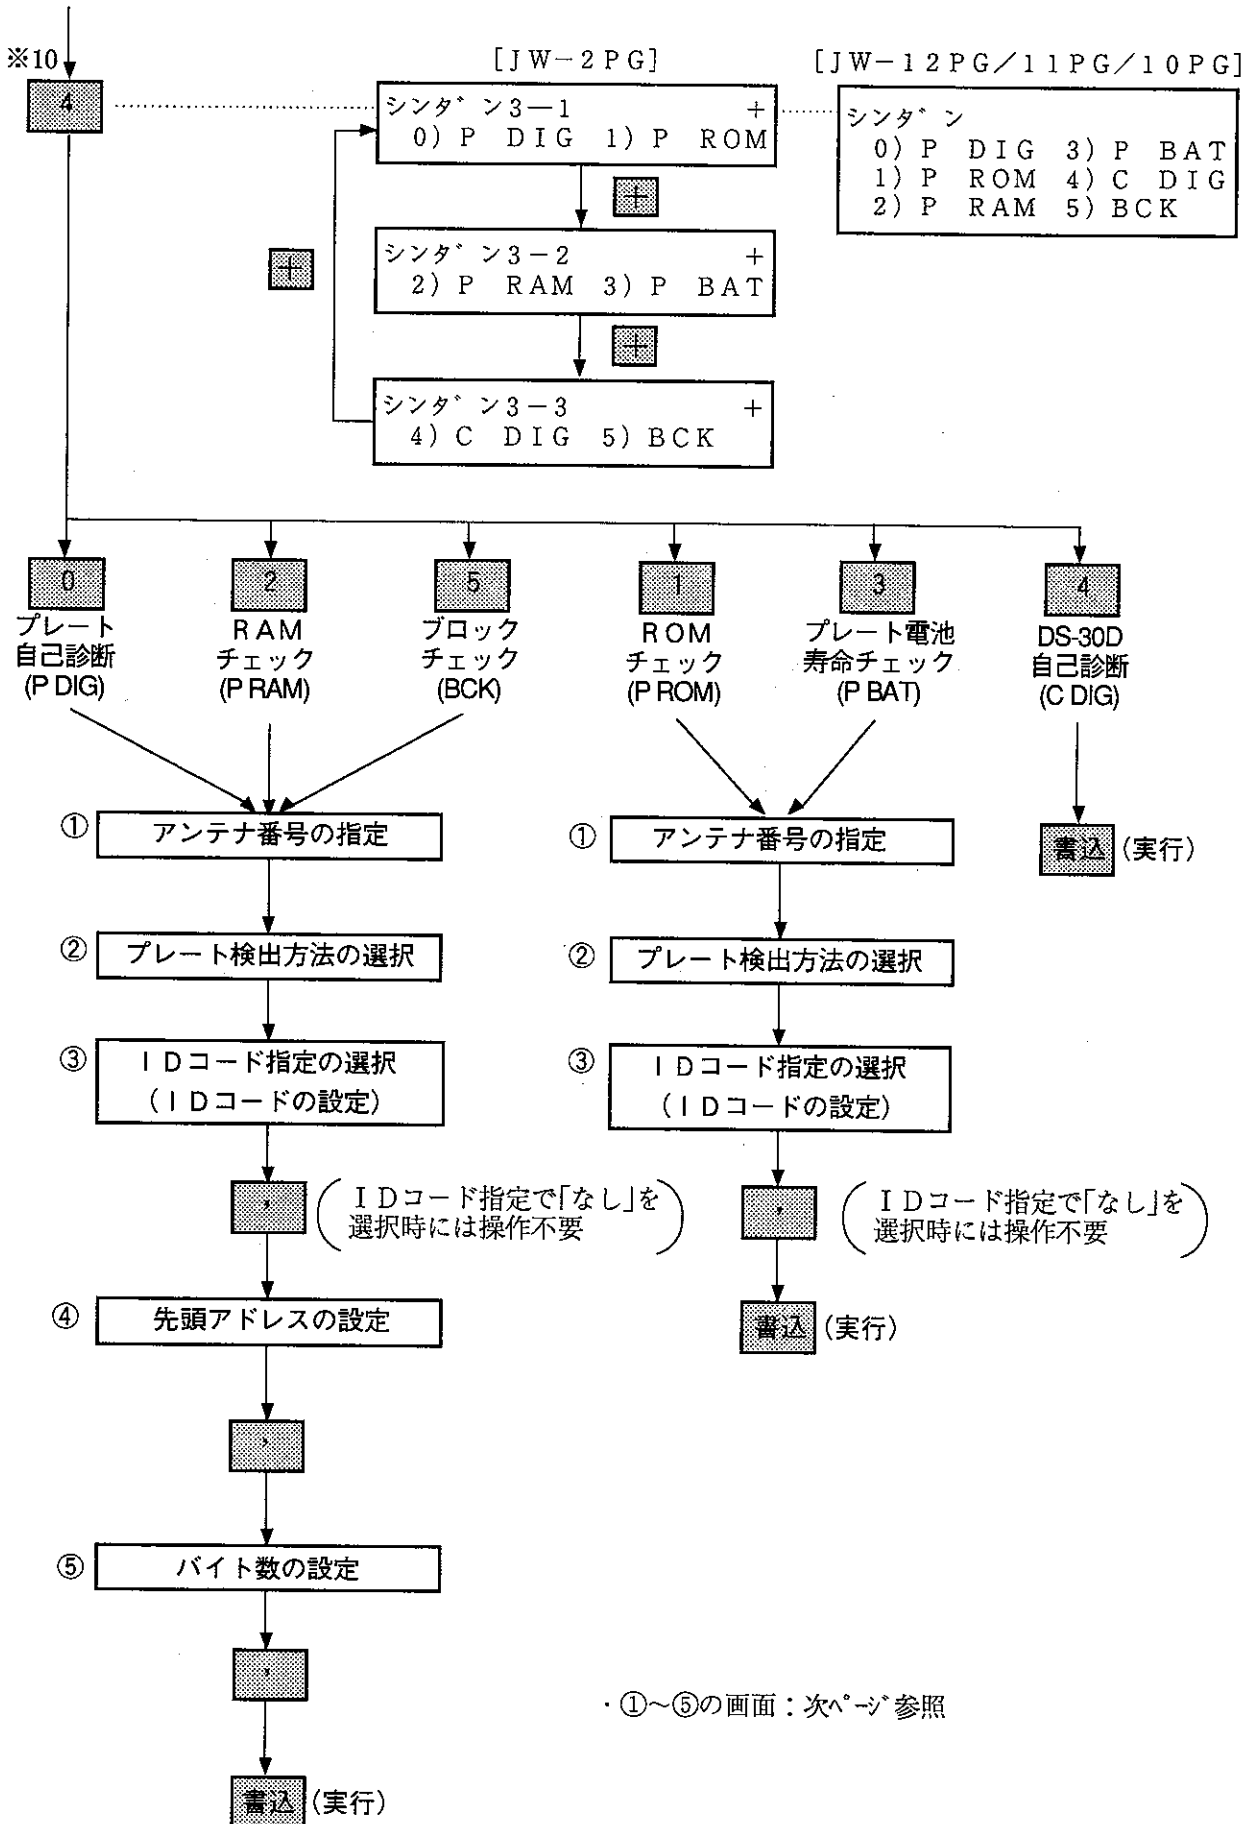 ※10
[JW-2PG]
[JW-12PG/11PG/10PG]
4
シンダン3-1 +
0) P DIG 1) P ROM
シンダン
0) P DIG 3) P BAT
1) P ROM 4) C DIG
2) P RAM 5) BCK
+
シンダン3-2 +
2) P RAM 3) P BAT
+
+
シンダン3-3 +
4) C DIG 5) BCK
0
プレート
自己診断
(P DIG)
2
RAM
チェック
(P RAM)
5
ブロック
チェック
(BCK)
1
ROM
チェック
(P ROM)
3
プレート電池
寿命チェック
(P BAT)
4
DS-30D
自己診断
(C DIG)
① アンテナ番号の指定
② プレート検出方法の選択
③ IDコード指定の選択
(IDコードの設定)
,
(IDコード指定で「なし」を
選択時には操作不要)
④ 先頭アドレスの設定
,
⑤ バイト数の設定
,
書込 (実行)
① アンテナ番号の指定
② プレート検出方法の選択
③ IDコード指定の選択
(IDコードの設定)
,
(IDコード指定で「なし」を
選択時には操作不要)
書込 (実行)
書込 (実行)
・①~⑤の画面:次ページ参照